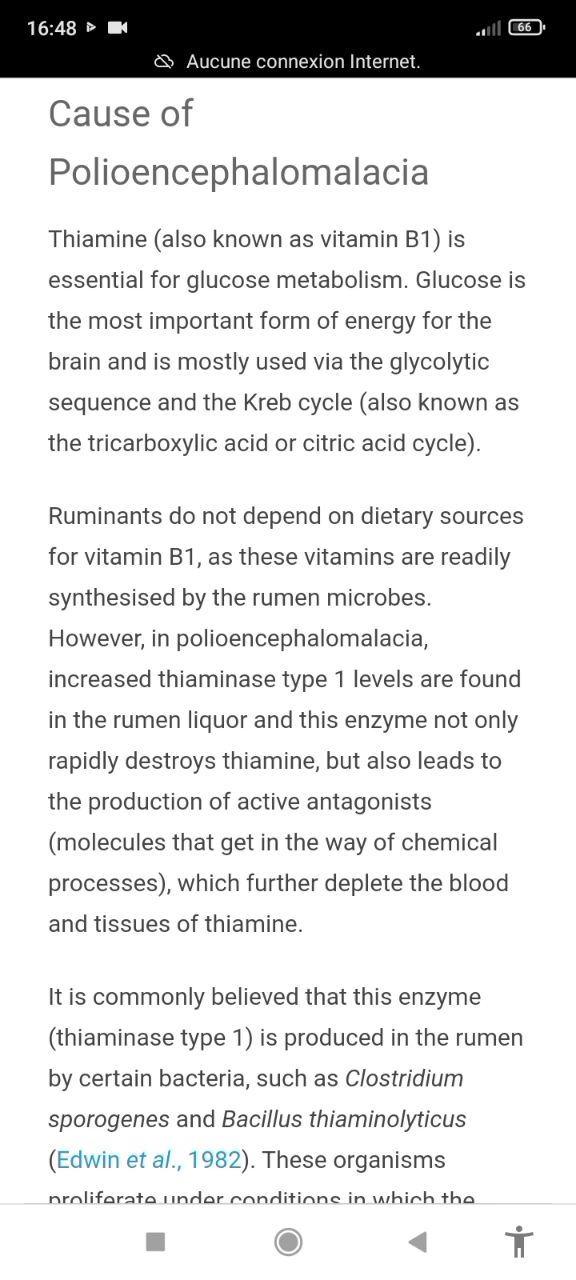 16:48
66
Aucune connexion Internet.
Cause of
Polioencephalomalacia
Thiamine (also known as vitamin B1) is
essential for glucose metabolism. Glucose is
the most important form of energy for the
brain and is mostly used via the glycolytic
sequence and the Kreb cycle (also known as
the tricarboxylic acid or citric acid cycle).
Ruminants do not depend on dietary sources
for vitamin B1, as these vitamins are readily
synthesised by the rumen microbes.
However, in polioencephalomalacia,
increased thiaminase type 1 levels are found
in the rumen liquor and this enzyme not only
rapidly destroys thiamine, but also leads to
the production of active antagonists
(molecules that get in the way of chemical
processes), which further deplete the blood
and tissues of thiamine.
It is commonly believed that this enzyme
(thiaminase type 1) is produced in the rumen
by certain bacteria, such as Clostridium
sporogenes and Bacillus thiaminolyticus
(Edwin et al., 1982). These organisms
proliferate under conditions in which the